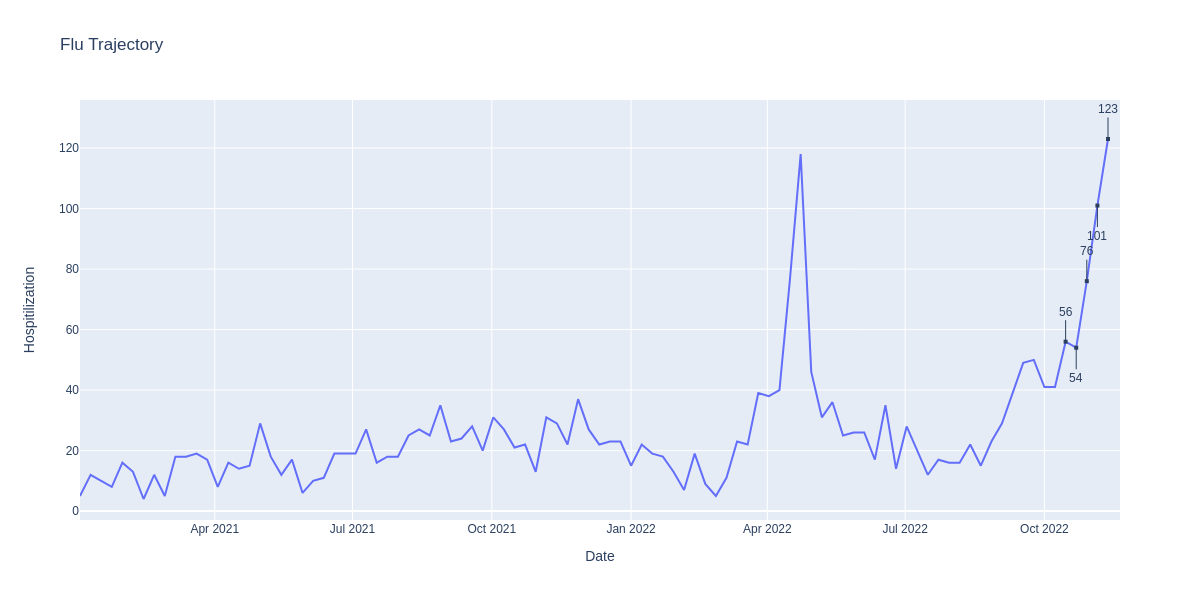 Flu Trajectory
123
120
100
101
76
80
56
60
54
40
20
0
Hospitilization
Apr 2021
Jul 2021
Oct 2021
Jan 2022
Apr 2022
Jul 2022
Oct 2022
Date